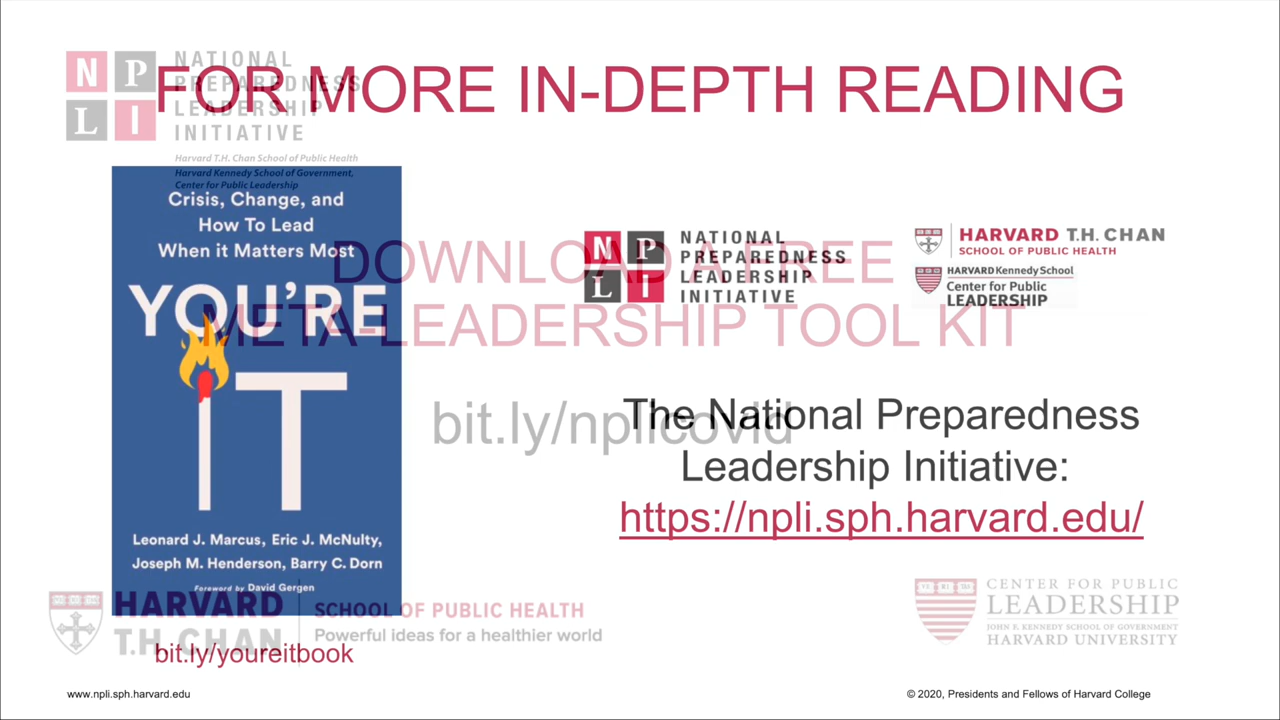 NATIONAL
PREPAREDNESS
LEADERSHIP
INITIATIVE
N P
L I
Harvard T.H. Chan School of Public Health
Harvard Kennedy School of Government,
Center for Public Leadership
FOR MORE IN-DEPTH READING
Crisis, Change, and
How To Lead
When it Matters Most
YOU'RE
IT
Leonard J. Marcus, Eric J. McNulty,
Joseph M. Henderson, Barry C. Dorn
Foreword by David Gergen
bit.ly/youreitbook
DOWNLOAD A FREE
META-LEADERSHIP TOOL KIT
bit.ly/nplicovid
N P
L I
NATIONAL
PREPAREDNESS
LEADERSHIP
INITIATIVE
HARVARD T.H. CHAN
SCHOOL OF PUBLIC HEALTH
HARVARD Kennedy School
Center for Public
LEADERSHIP
The National Preparedness
Leadership Initiative:
https://npli.sph.harvard.edu/
HARVARD
T.H. CHAN
SCHOOL OF PUBLIC HEALTH
Powerful ideas for a healthier world
CENTER FOR PUBLIC
LEADERSHIP
JOHN F. KENNEDY SCHOOL OF GOVERNMENT
HARVARD UNIVERSITY
www.npli.sph.harvard.edu
© 2020, Presidents and Fellows of Harvard College